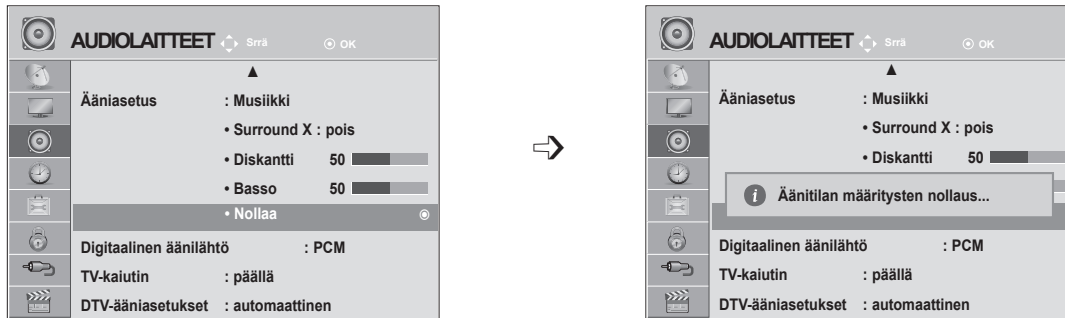 AUDIOLAITTEET Srrä OK
▲
Ääniasetus : Musiikki
• Surround X : pois
• Diskantti 50
• Basso 50
• Nollaa
Digitaalinen äänilähtö : PCM
TV-kaiutin : päällä
DTV-ääniasetukset : automaattinen
AUDIOLAITTEET Srrä OK
▲
Ääniasetus : Musiikki
• Surround X : pois
• Diskantti 50
i Äänitilan määritysten nollaus...
Digitaalinen äänilähtö : PCM
TV-kaiutin : päällä
DTV-ääniasetukset : automaattinen